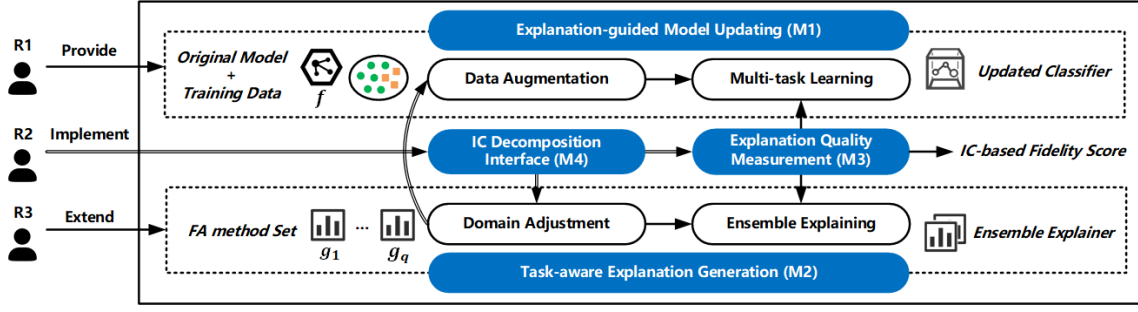 R1
Provide
Original Model
+
Training Data
f
Explanation-guided Model Updating (M1)
Data Augmentation
Multi-task Learning
Updated Classifier
R2
Implement
IC Decomposition
Interface (M4)
Explanation Quality
Measurement (M3)
IC-based Fidelity Score
R3
Extend
FA method Set
g1
...
gq
Domain Adjustment
Ensemble Explaining
Ensemble Explainer
Task-aware Explanation Generation (M2)